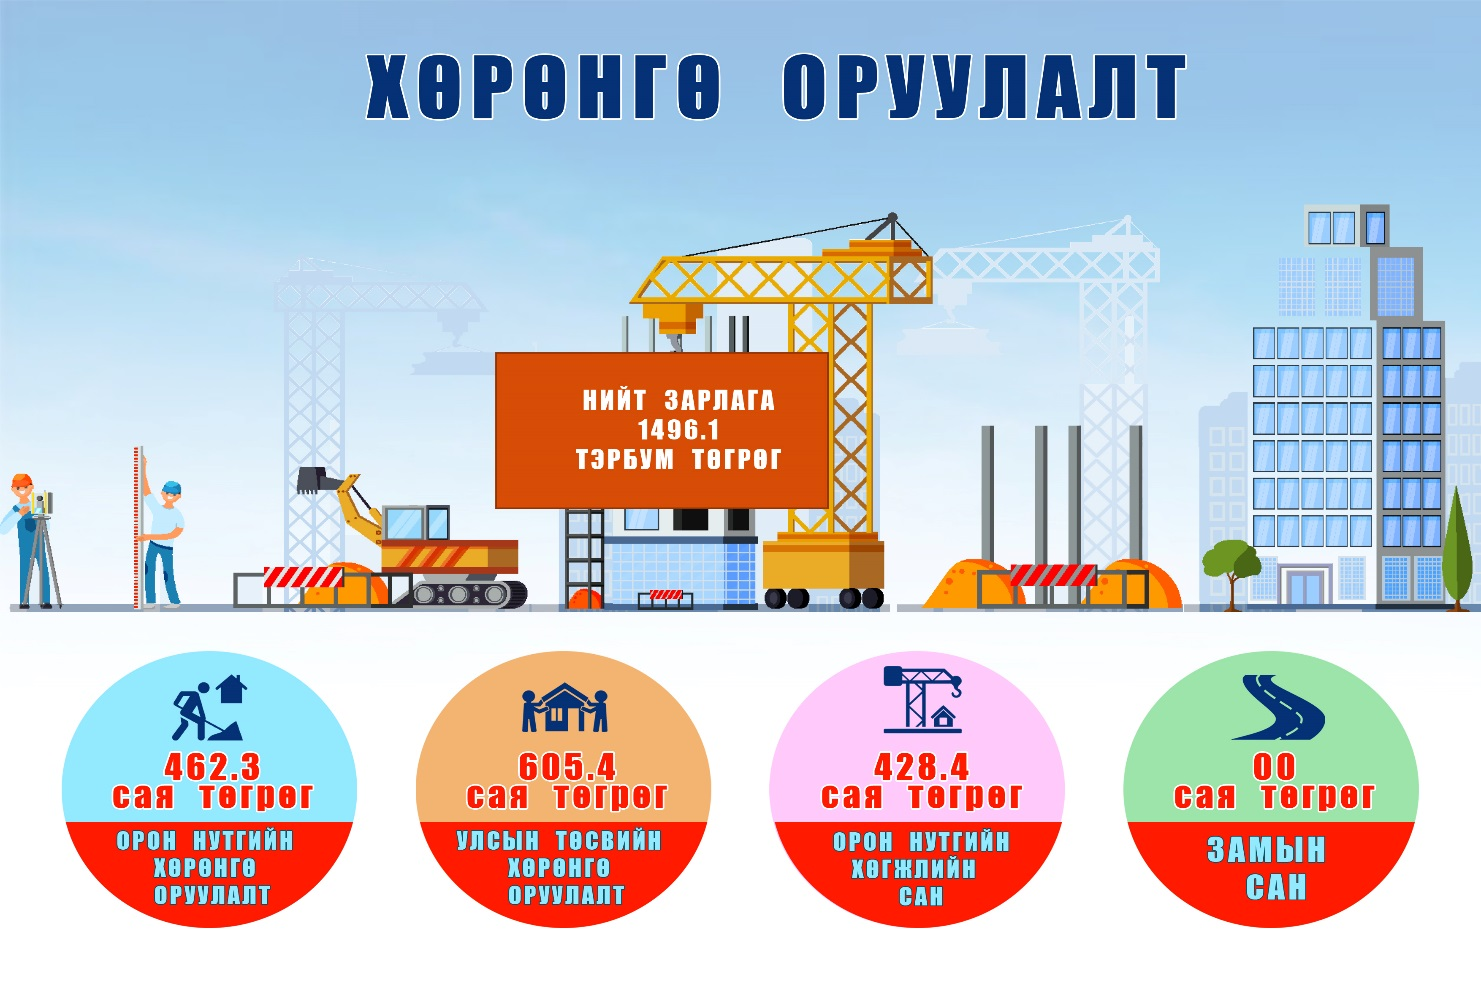 ХӨРӨНГӨ ОРУУЛАЛТ
НИЙТ ЗАРЛАГА
1496.1
ТЭРБУМ ТӨГРӨГ
462.3
сая төгрөг
ОРОН НУТГИЙН
ХӨРӨНГӨ
ОРУУЛАЛТ
605.4
сая төгрөг
УЛСЫН ТӨСВИЙН
ХӨРӨНГӨ
ОРУУЛАЛТ
428.4
сая төгрөг
ОРОН НУТГИЙН
ХӨГЖЛИЙН
САН
00
сая төгрөг
ЗАМЫН
САН